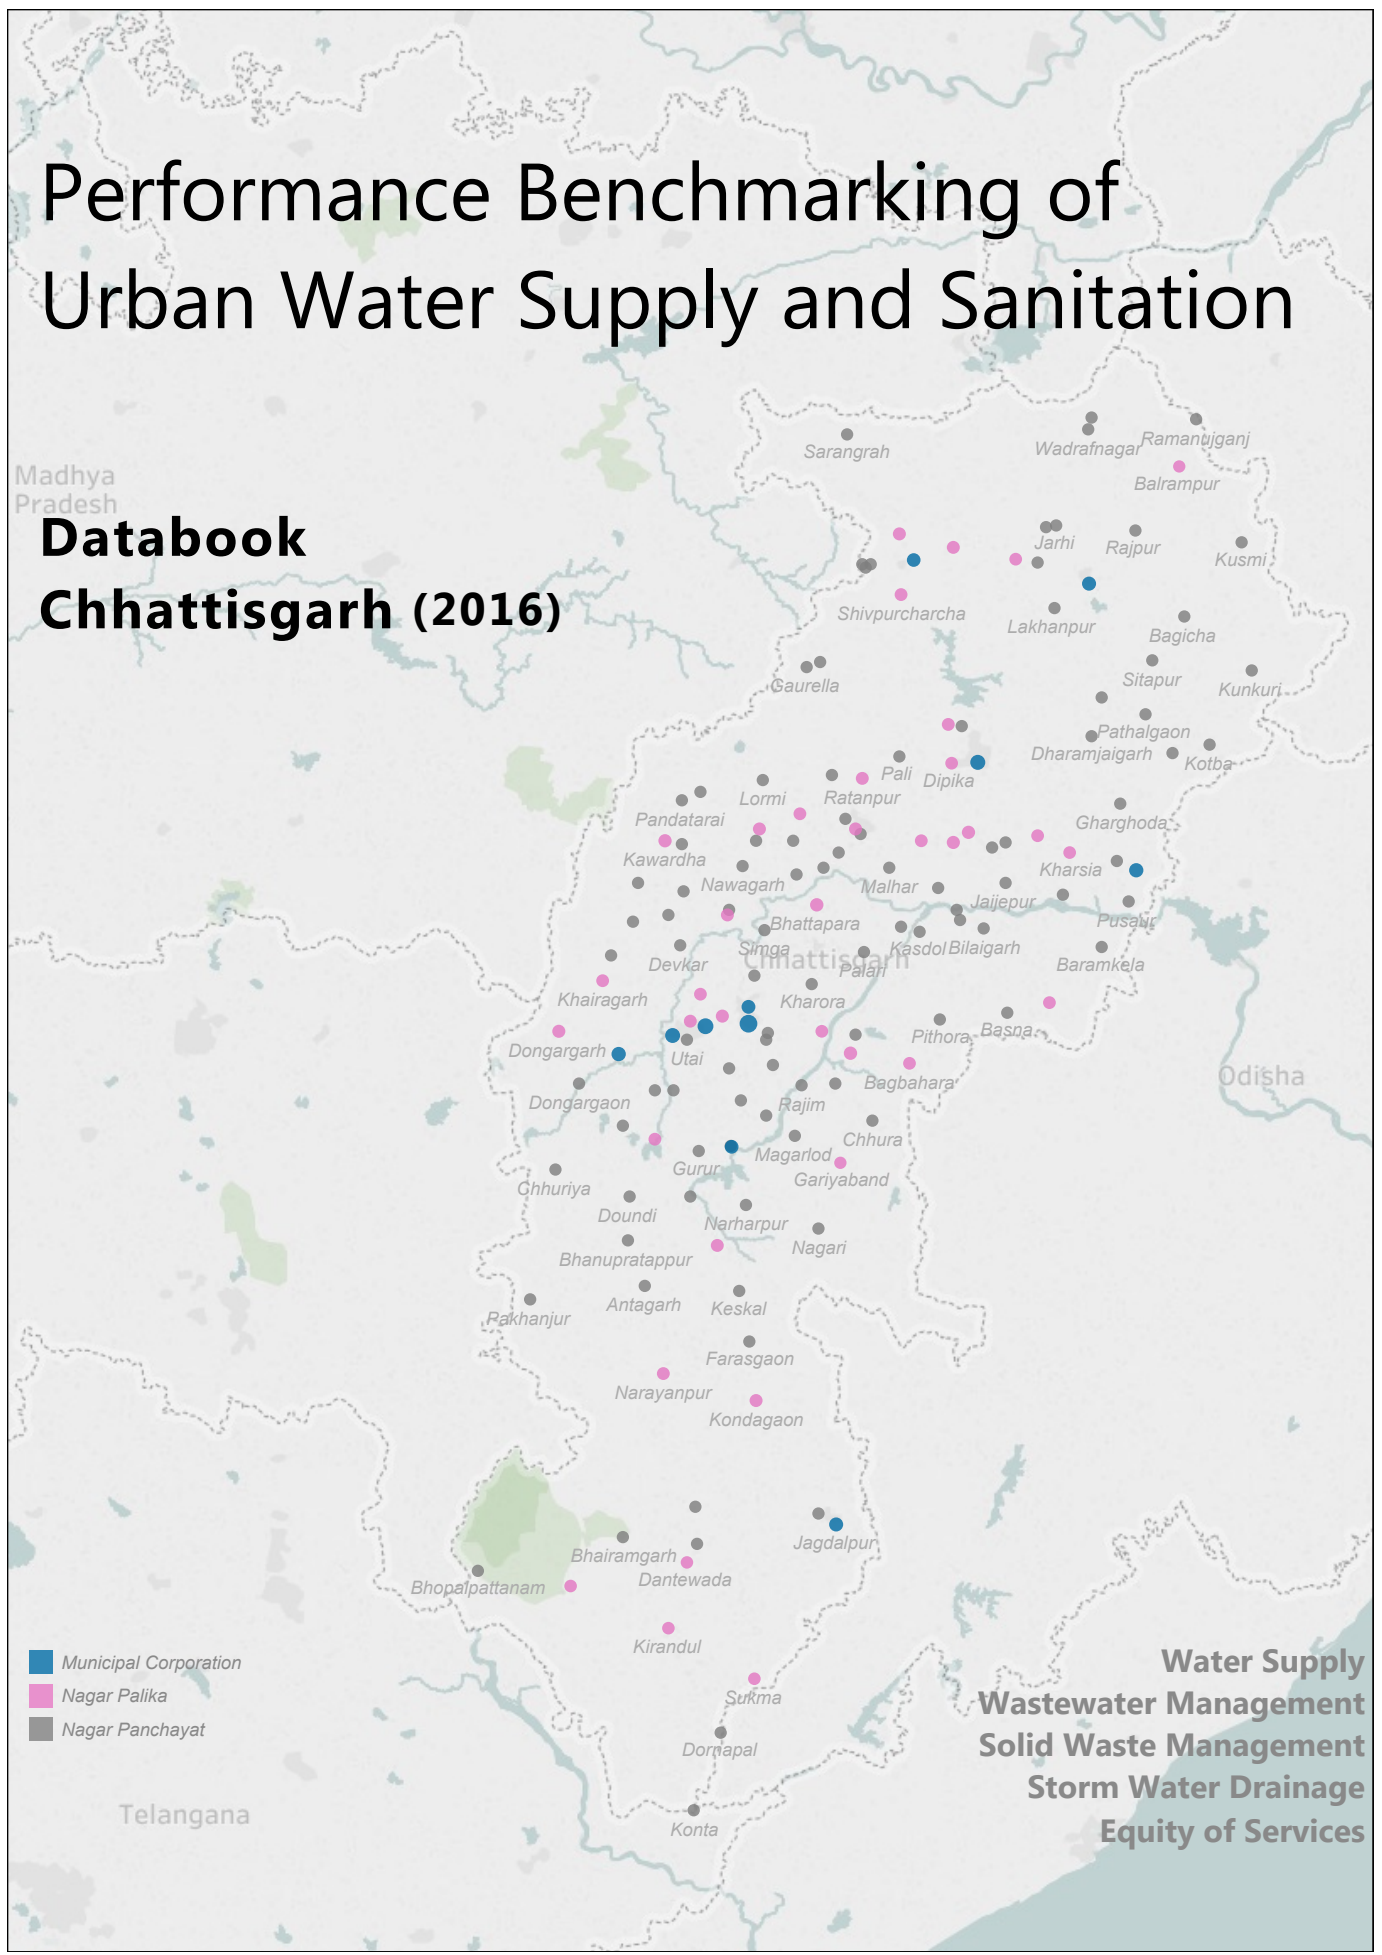 Performance Benchmarking of
Urban Water Supply and Sanitation
Madhya
Pradesh
Databook
Chhattisgarh (2016)
Sarangrah
Wadrafnagar
Ramanujganj
Balrampur
Jarhi
Rajpur
Kusmi
Shivpurcharcha
Lakhanpur
Bagicha
Gaurella
Sitapur
Kunkuri
Pathalgaon
Dharamjaigarh
Kotba
Pali
Dipika
Lormi
Ratanpur
Pandatarai
Gharghoda
Kawardha
Kharsia
Nawagarh
Malhar
Jaijepur
Pusaur
Bhattapara
Simga
Kasdol
Bilaigarh
Devkar
Chhattisgarh
Palari
Baramkela
Khairagarh
Kharora
Pithora
Basna
Dongargarh
Utai
Bagbahara
Odisha
Dongargaon
Rajim
Chhura
Gurur
Magarlod
Gariyaband
Chhuriya
Doundi
Narharpur
Nagari
Bhanupratappur
Antagarh
Keskal
Pakhanjur
Farasgaon
Narayanpur
Kondagaon
Jagdalpur
Bhairamgarh
Dantewada
Bhopalpattanam
Kirandul
Sukma
Dornapal
Konta
Telangana
Municipal Corporation
Nagar Palika
Nagar Panchayat
Water Supply
Wastewater Management
Solid Waste Management
Storm Water Drainage
Equity of Services